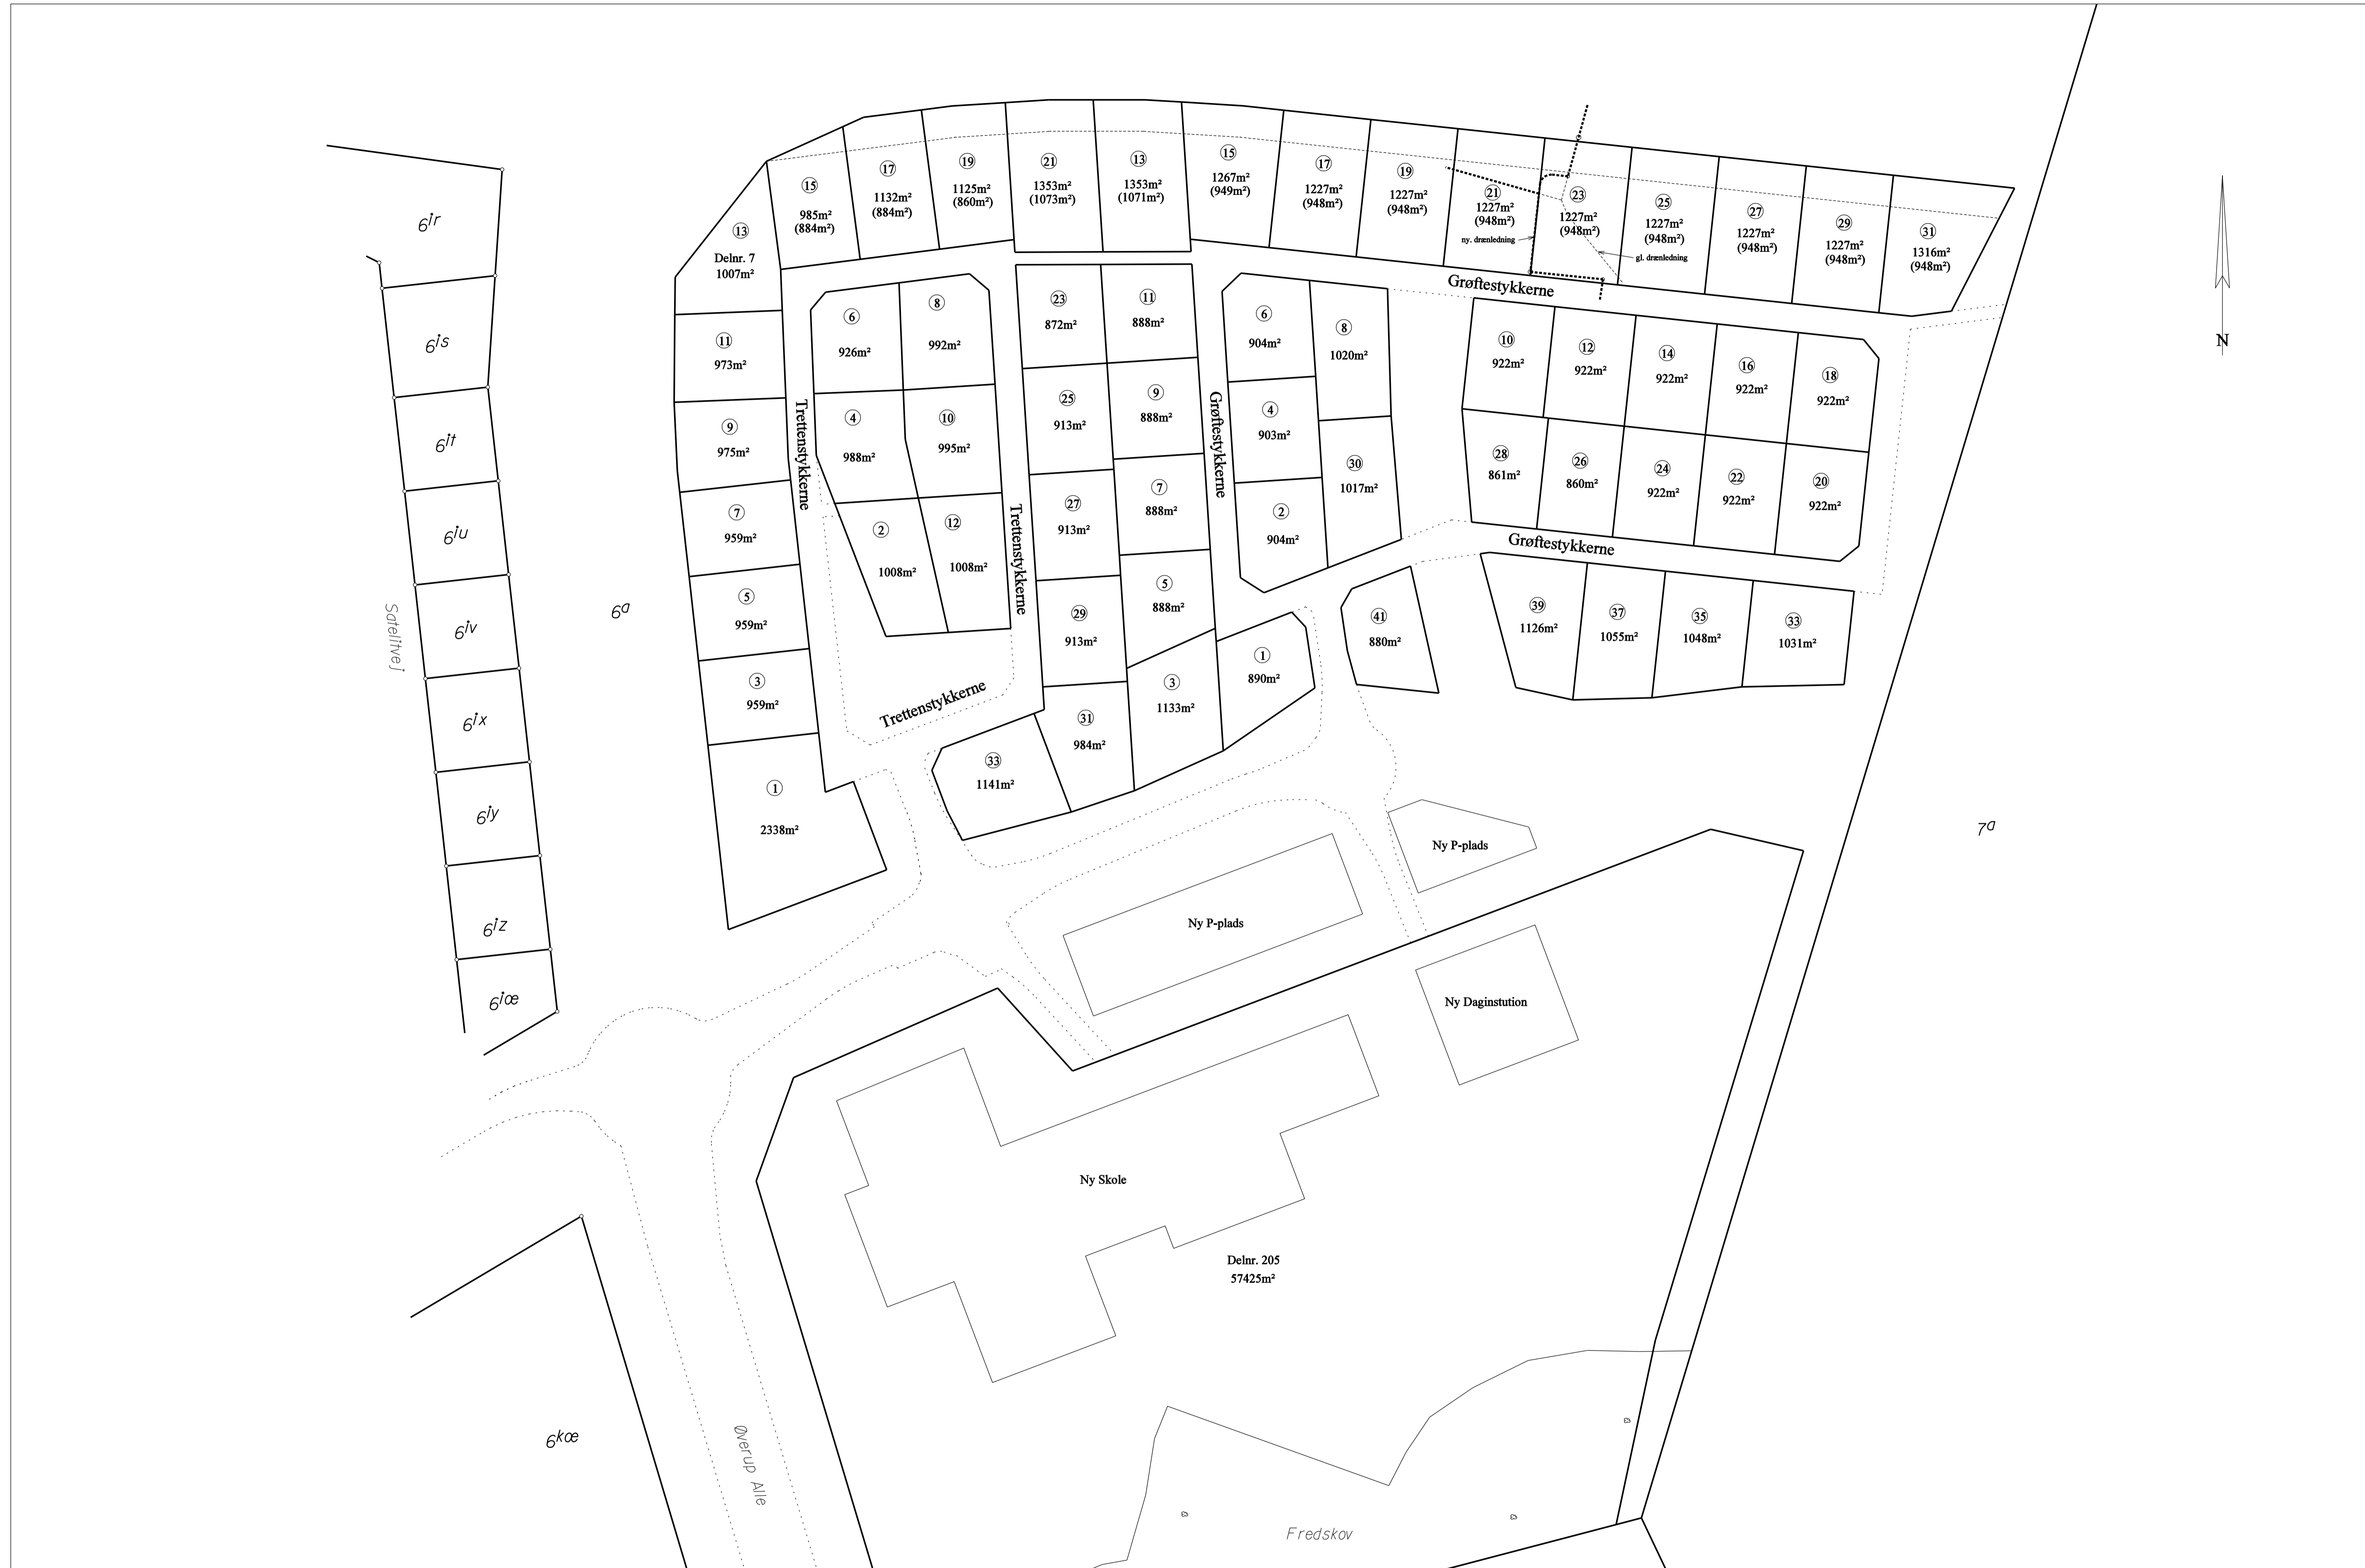 6ir
6is
6it
6iu
6iv
6ix
6iy
6iz
6iœ
Satelitvej
6a
13
Delnr. 7
1007m²
11
973m²
9
975m²
7
959m²
5
959m²
3
959m²
1
2338m²
15
985m²
(884m²)
17
1132m²
(884m²)
19
1125m²
(860m²)
21
1353m²
(1073m²)
13
1353m²
(1071m²)
15
1267m²
(949m²)
17
1227m²
(948m²)
19
1227m²
(948m²)
21
1227m²
(948m²)
ny. drænledning
23
1227m²
(948m²)
gl. drænledning
25
1227m²
(948m²)
27
1227m²
(948m²)
29
1227m²
(948m²)
31
1316m²
(948m²)
N
Trettenstykkerne
6
926m²
8
992m²
4
988m²
10
995m²
2
1008m²
12
1008m²
Trettenstykkerne
Trettenstykkerne
23
872m²
11
888m²
25
913m²
9
888m²
27
913m²
7
888m²
29
913m²
5
888m²
31
984m²
3
1133m²
33
1141m²
1
890m²
Grøftestykkerne
6
904m²
8
1020m²
4
903m²
30
1017m²
2
904m²
Grøftestykkerne
10
922m²
12
922m²
14
922m²
16
922m²
18
922m²
28
861m²
26
860m²
24
922m²
22
922m²
20
922m²
Grøftestykkerne
41
880m²
39
1126m²
37
1055m²
35
1048m²
33
1031m²
7a
Ny P-plads
Ny P-plads
Ny Daginstution
Ny Skole
Delnr. 205
57425m²
6kœ
Øverup Alle
Fredskov